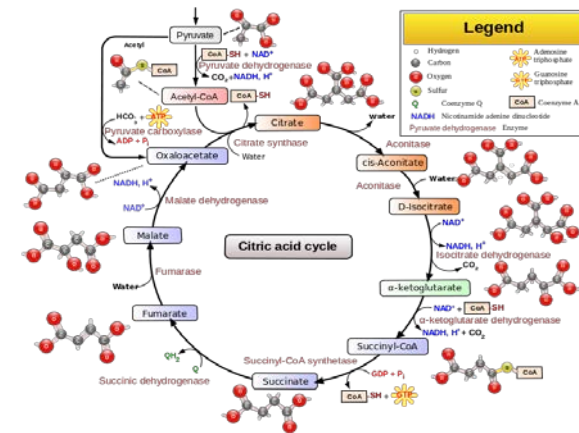 Legend
Hydrogen
Carbon
Oxygen
Sulfur
Coenzyme Q
NADH Nicotinamide adenine dinucleotide
Pyruvate dehydrogenase Enzyme
ATP Adenosine triphosphate
GTP Guanosine triphosphate
CoA Coenzyme A
Pyruvate
CoA-SH + NAD⁺
Pyruvate dehydrogenase
CO₂+NADH, H⁺
Acetyl
S CoA
Acetyl-CoA
CoA-SH
HCO₃ + ATP
Pyruvate carboxylase
ADP + Pᵢ
Oxaloacetate
Citrate synthase
Water
Citrate
Water
Aconitase
cis-Aconitate
Aconitase
Water
D-Isocitrate
NAD⁺
NADH, H⁺
Isocitrate dehydrogenase
CO₂
α-ketoglutarate
NAD⁺ + CoA-SH
α-ketoglutarate dehydrogenase
NADH, H⁺ + CO₂
Succinyl-CoA
S CoA
Succinyl-CoA synthetase
GDP + Pᵢ
CoA-SH + GTP
Succinate
Succinic dehydrogenase
Q
QH₂
Fumarate
Water
Fumarase
Malate
NAD⁺
Malate dehydrogenase
NADH, H⁺
Citric acid cycle